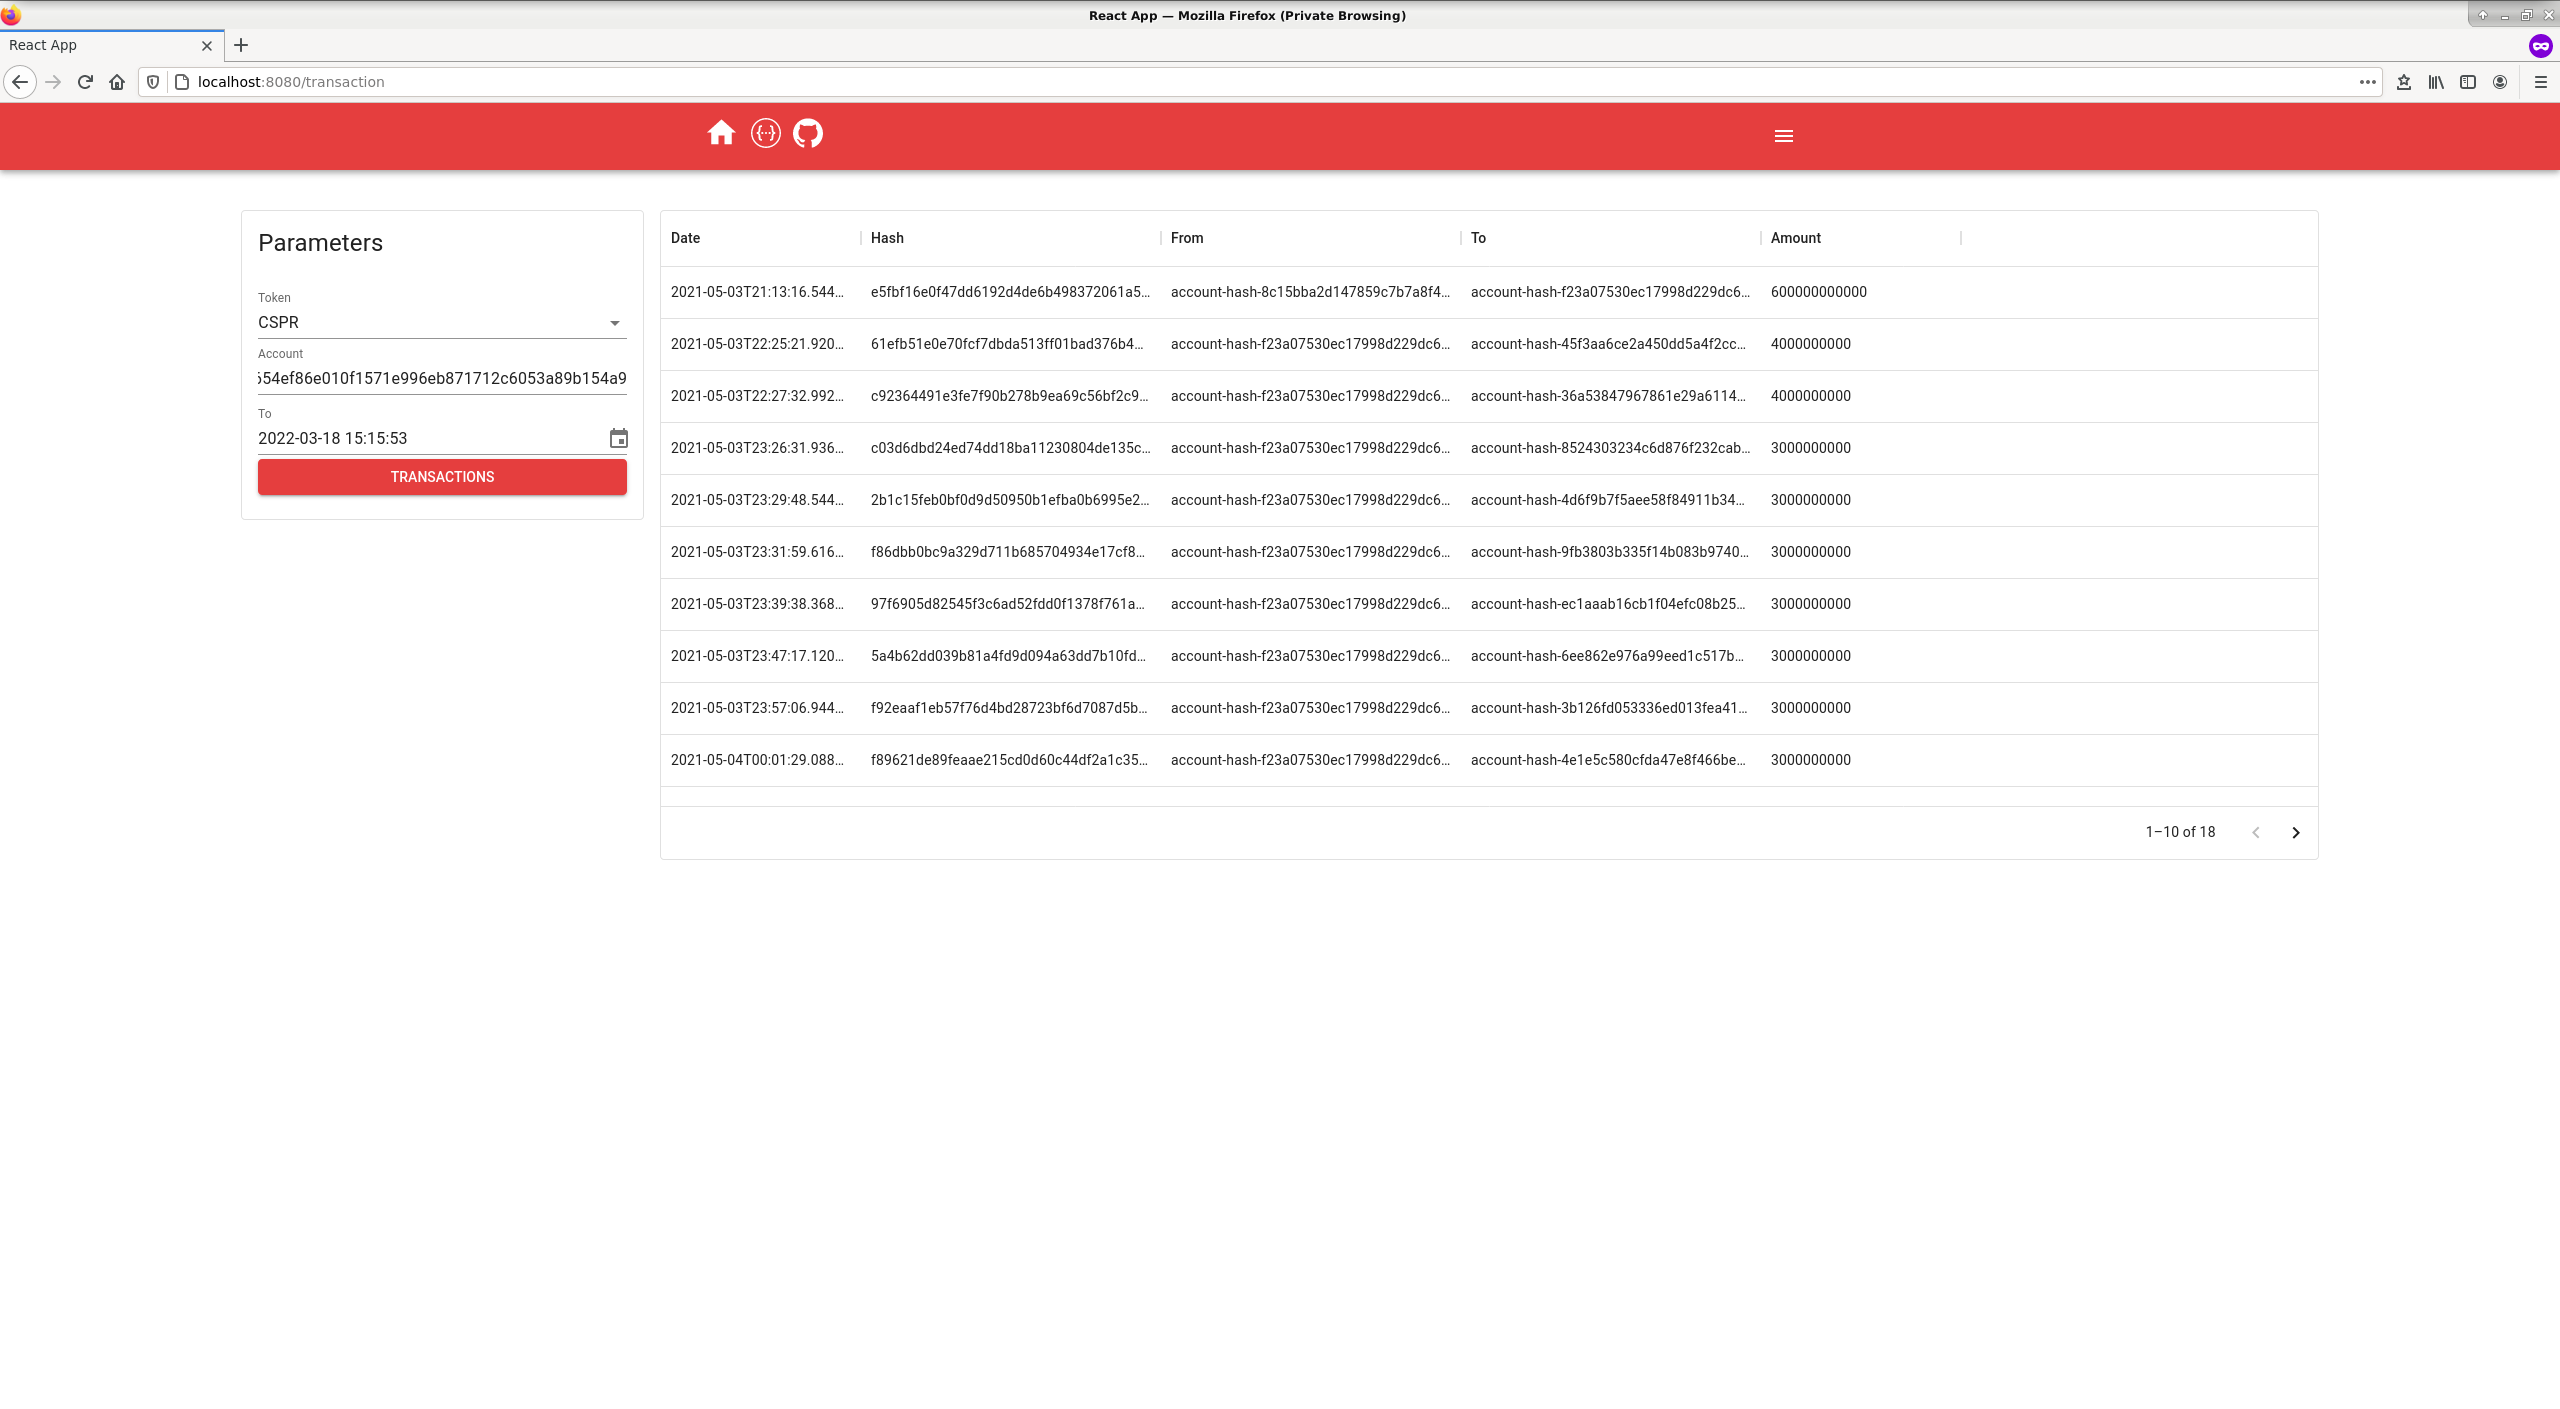 React App — Mozilla Firefox (Private Browsing)
React App
localhost:8080/transaction
Parameters
Token
CSPR
Account
54ef86e010f1571e996eb871712c6053a89b154a9
To
2022-03-18 15:15:53
TRANSACTIONS
Date Hash From To Amount
2021-05-03T21:13:16.544… e5fbf16e0f47dd6192d4de6b498372061a5… account-hash-8c15bba2d147859c7b7a8f4… account-hash-f23a07530ec17998d229dc6… 600000000000
2021-05-03T22:25:21.920… 61efb51e0e70fcf7dbda513ff01bad376b4… account-hash-f23a07530ec17998d229dc6… account-hash-45f3aa6ce2a450dd5a4f2cc… 4000000000
2021-05-03T22:27:32.992… c92364491e3fe7f90b278b9ea69c56bf2c9… account-hash-f23a07530ec17998d229dc6… account-hash-36a53847967861e29a6114… 4000000000
2021-05-03T23:26:31.936… c03d6dbd24ed74dd18ba11230804de135c… account-hash-f23a07530ec17998d229dc6… account-hash-8524303234c6d876f232cab… 3000000000
2021-05-03T23:29:48.544… 2b1c15feb0bf0d9d50950b1efba0b6995e2… account-hash-f23a07530ec17998d229dc6… account-hash-4d6f9b7f5aee58f84911b34… 3000000000
2021-05-03T23:31:59.616… f86dbb0bc9a329d711b685704934e17cf8… account-hash-f23a07530ec17998d229dc6… account-hash-9fb3803b335f14b083b9740… 3000000000
2021-05-03T23:39:38.368… 97f6905d82545f3c6ad52fdd0f1378f761a… account-hash-f23a07530ec17998d229dc6… account-hash-ec1aaab16cb1f04efc08b25… 3000000000
2021-05-03T23:47:17.120… 5a4b62dd039b81a4fd9d094a63dd7b10fd… account-hash-f23a07530ec17998d229dc6… account-hash-6ee862e976a99eed1c517b… 3000000000
2021-05-03T23:57:06.944… f92eaaf1eb57f76d4bd28723bf6d7087d5b… account-hash-f23a07530ec17998d229dc6… account-hash-3b126fd053336ed013fea41… 3000000000
2021-05-04T00:01:29.088… f89621de89feaae215cd0d60c44df2a1c35… account-hash-f23a07530ec17998d229dc6… account-hash-4e1e5c580cfda47e8f466be… 3000000000
1–10 of 18